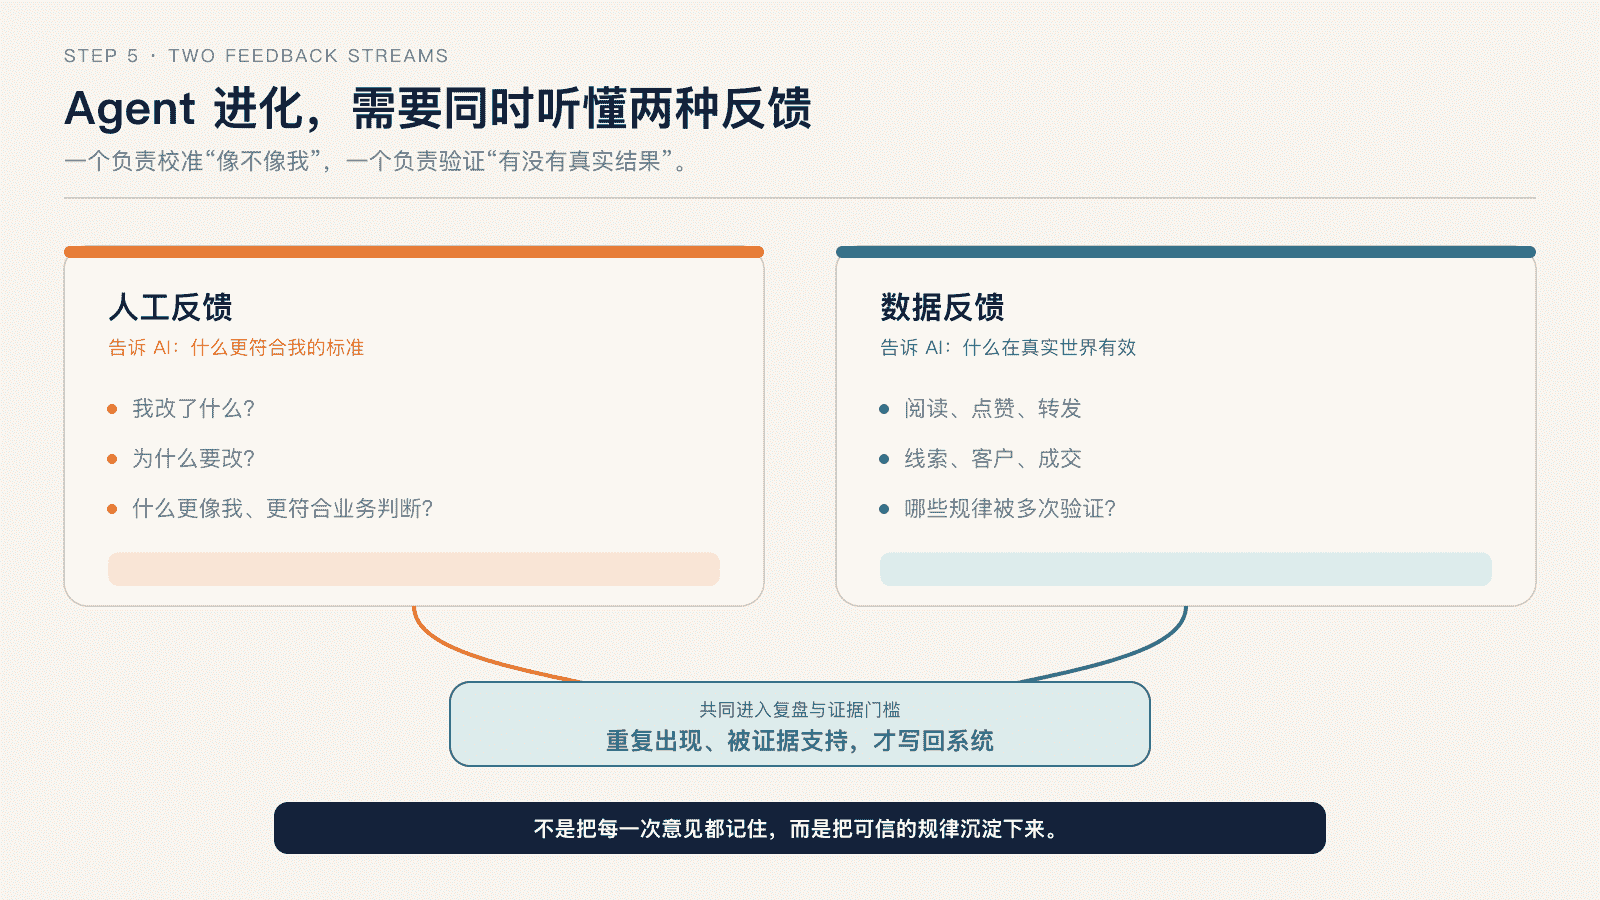 STEP 5 · TWO FEEDBACK STREAMS
Agent 进化，需要同时听懂两种反馈
一个负责校准“像不像我”，一个负责验证“有没有真实结果”。
人工反馈
告诉 AI：什么更符合我的标准
我改了什么？
为什么要改？
什么更像我、更符合业务判断？
数据反馈
告诉 AI：什么在真实世界有效
阅读、点赞、转发
线索、客户、成交
哪些规律被多次验证？
共同进入复盘与证据门槛
重复出现、被证据支持，才写回系统
不是把每一次意见都记住，而是把可信的规律沉淀下来。